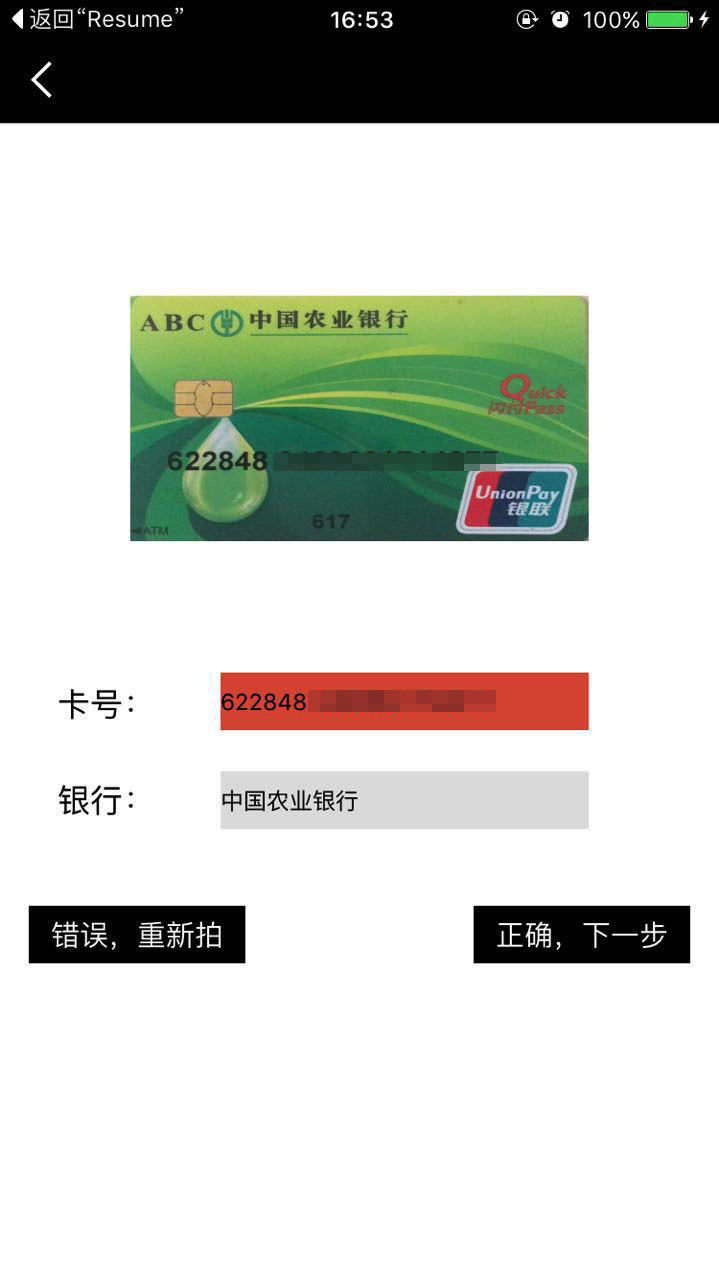 返回“Resume” 16:53 100%
ABC 中国农业银行
Quick
闪付Pass
622848
UnionPay
银联
617
ATM
卡号： 622848
银行： 中国农业银行
错误，重新拍 正确，下一步